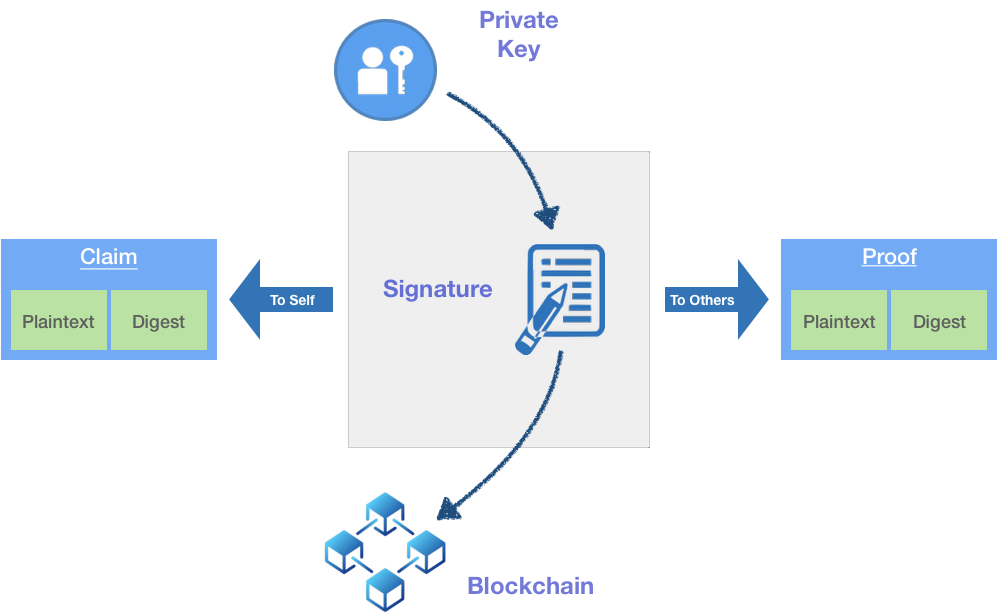 Private
Key
Claim
Plaintext
Digest
To Self
Signature
To Others
Proof
Plaintext
Digest
Blockchain